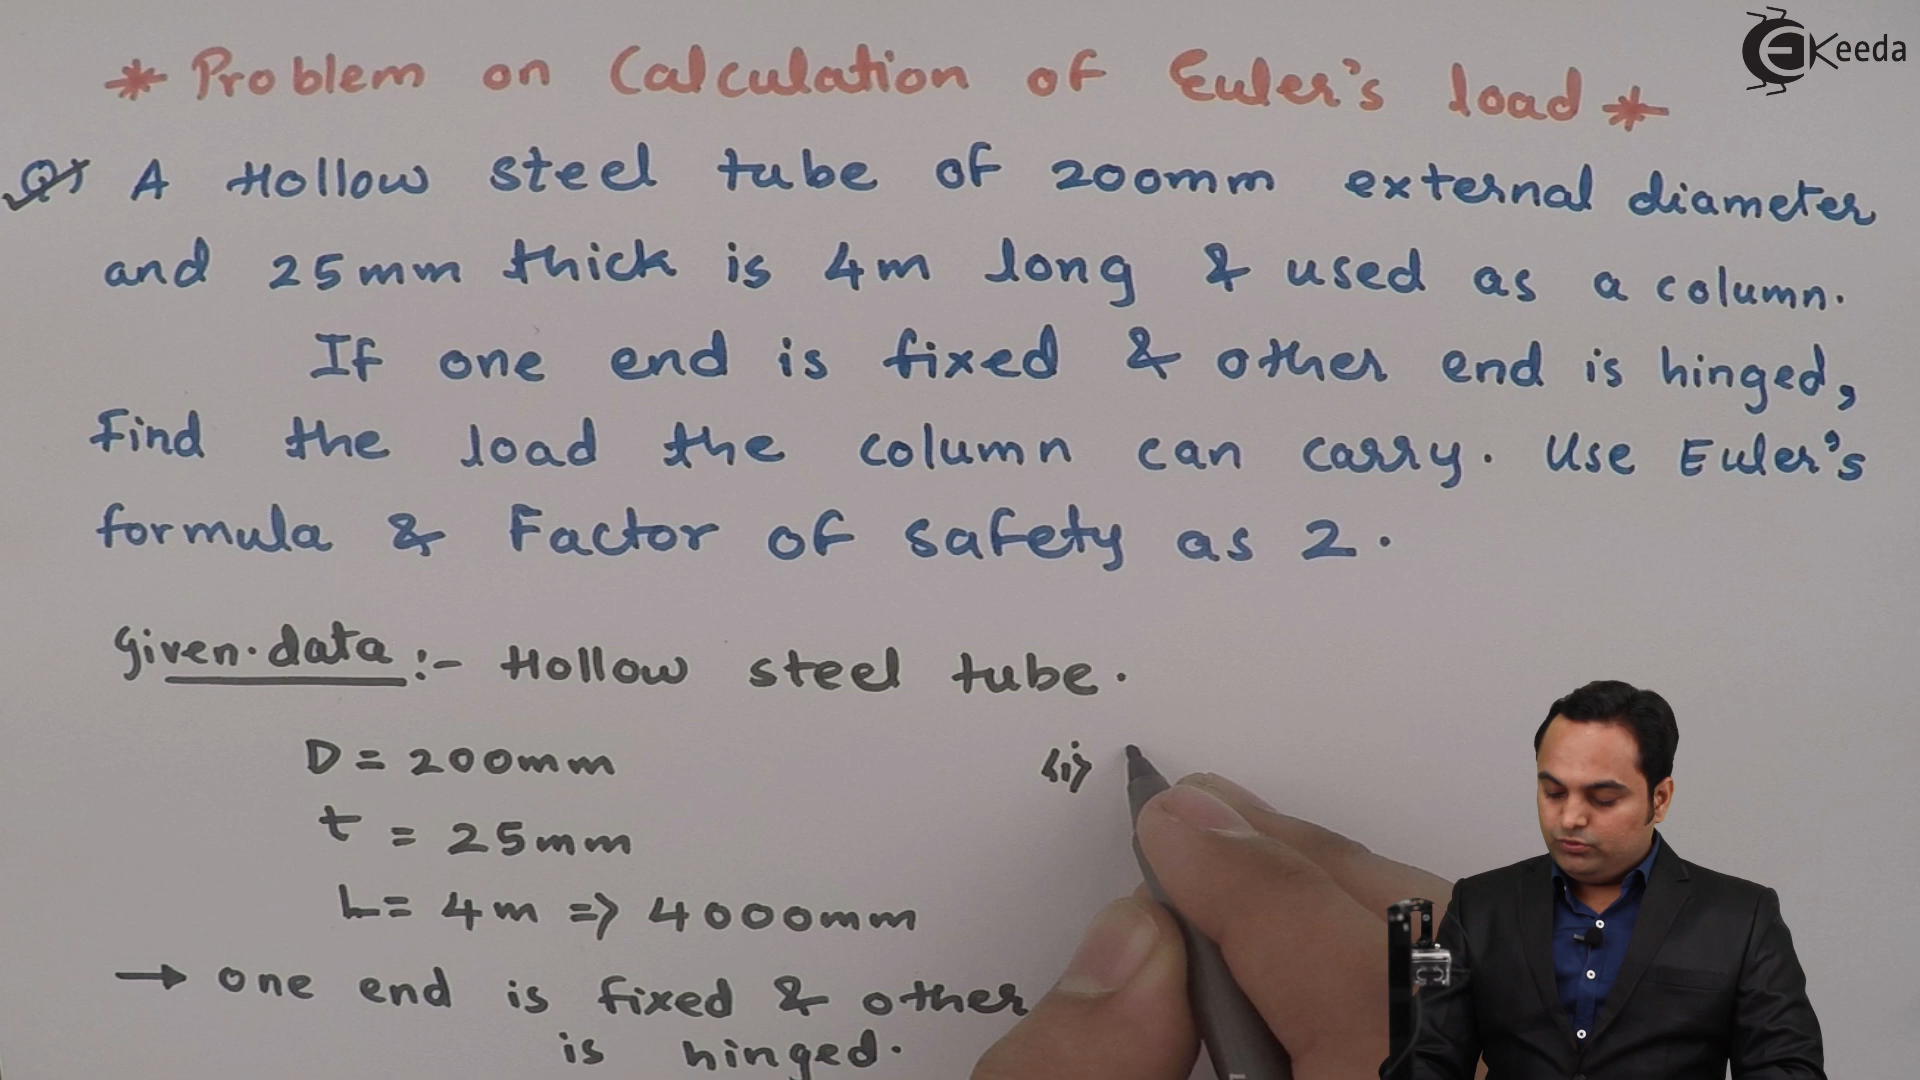 * Problem on Calculation of Euler's load *
EKeeda
Q> A Hollow steel tube of 200mm external diameter
and 25mm thick is 4m long & used as a column.
If one end is fixed & other end is hinged,
Find the load the column can carry. Use Euler's
formula & Factor of safety as 2.
Given data :- Hollow steel tube.
D = 200mm
t = 25mm
L = 4m => 4000mm
→ one end is fixed & other
is hinged.
<i>